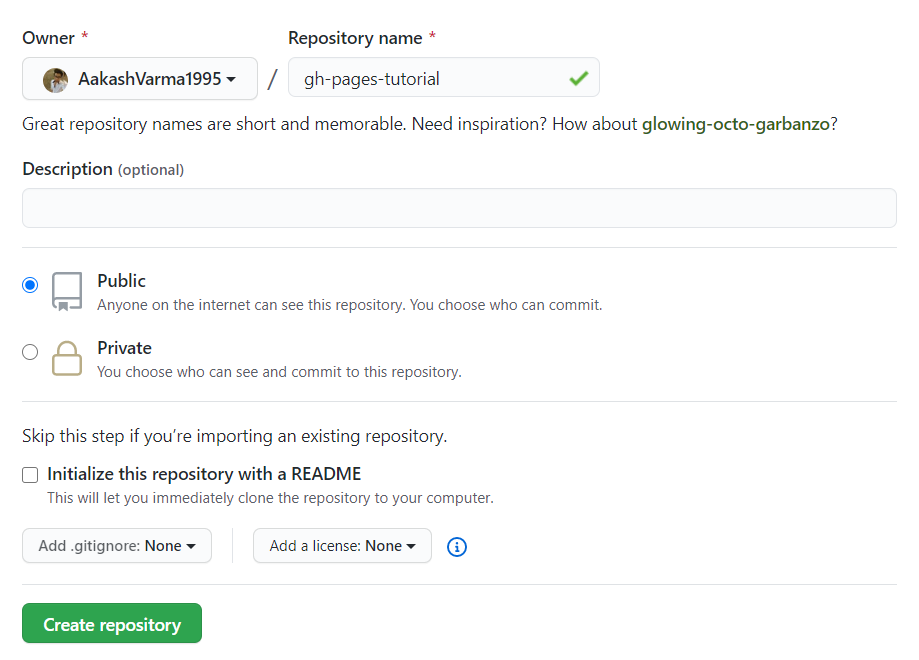 Owner *
Repository name *
AakashVarma1995
/
gh-pages-tutorial
Great repository names are short and memorable. Need inspiration? How about glowing-octo-garbanzo?
Description (optional)
Public
Anyone on the internet can see this repository. You choose who can commit.
Private
You choose who can see and commit to this repository.
Skip this step if you’re importing an existing repository.
Initialize this repository with a README
This will let you immediately clone the repository to your computer.
Add .gitignore: None
Add a license: None
Create repository